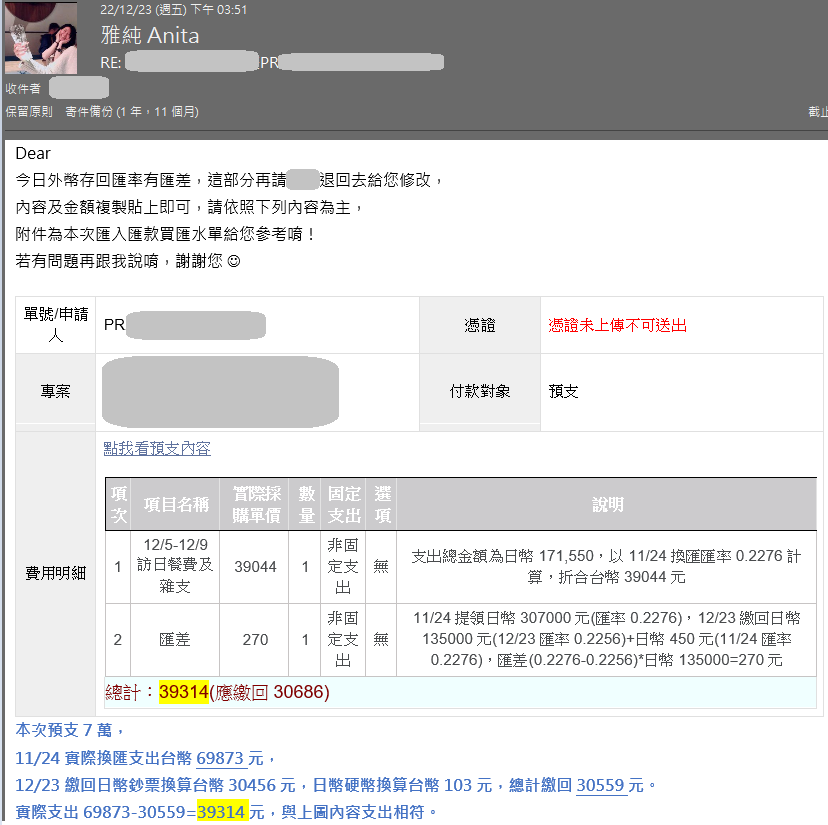 22/12/23 (週五) 下午 03:51
雅純 Anita
RE: PR
收件者
保留原則 寄件備份 (1 年，11 個月) 截止
Dear
今日外幣存回匯率有匯差，這部分再請 退回去給您修改，
內容及金額複製貼上即可，請依照下列內容為主，
附件為本次匯入匯款買匯水單給您參考唷！
若有問題再跟我說唷，謝謝您☺
單號/申請
人
PR
憑證
憑證未上傳不可送出
專案
付款對象
預支
費用明細
點我看預支內容
項
次
項目名稱
實際採
購單價
數
量
固定
支出
選
項
說明
1
12/5-12/9
訪日餐費及
雜支
39044
1
非固
定支
出
無
支出總金額為日幣 171,550，以 11/24 換匯匯率 0.2276 計
算，折合台幣 39044 元
2
匯差
270
1
非固
定支
出
無
11/24 提領日幣 307000 元(匯率 0.2276)，12/23 繳回日幣
135000 元(12/23 匯率 0.2256)+日幣 450 元(11/24 匯率
0.2276)，匯差(0.2276-0.2256)*日幣 135000=270 元
總計：39314(應繳回 30686)
本次預支 7 萬，
11/24 實際換匯支出台幣 69873 元，
12/23 繳回日幣鈔票換算台幣 30456 元，日幣硬幣換算台幣 103 元，總計繳回 30559 元。
實際支出 69873-30559=39314 元，與上圖內容支出相符。